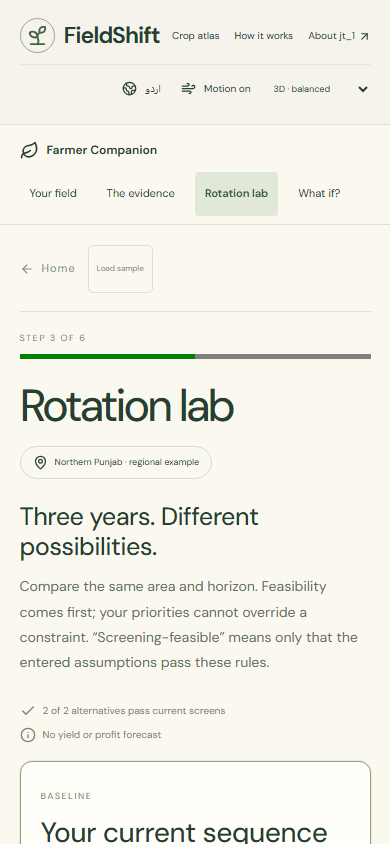 FieldShift
Crop atlas
How it works
About jt_1
اردو
Motion on
3D · balanced
Farmer Companion
Your field
The evidence
Rotation lab
What if?
Home
Load sample
STEP 3 OF 6
Rotation lab
Northern Punjab · regional example
Three years. Different
possibilities.
Compare the same area and horizon. Feasibility
comes first; your priorities cannot override a
constraint. “Screening-feasible” means only that the
entered assumptions pass these rules.
2 of 2 alternatives pass current screens
No yield or profit forecast
BASELINE
Your current sequence